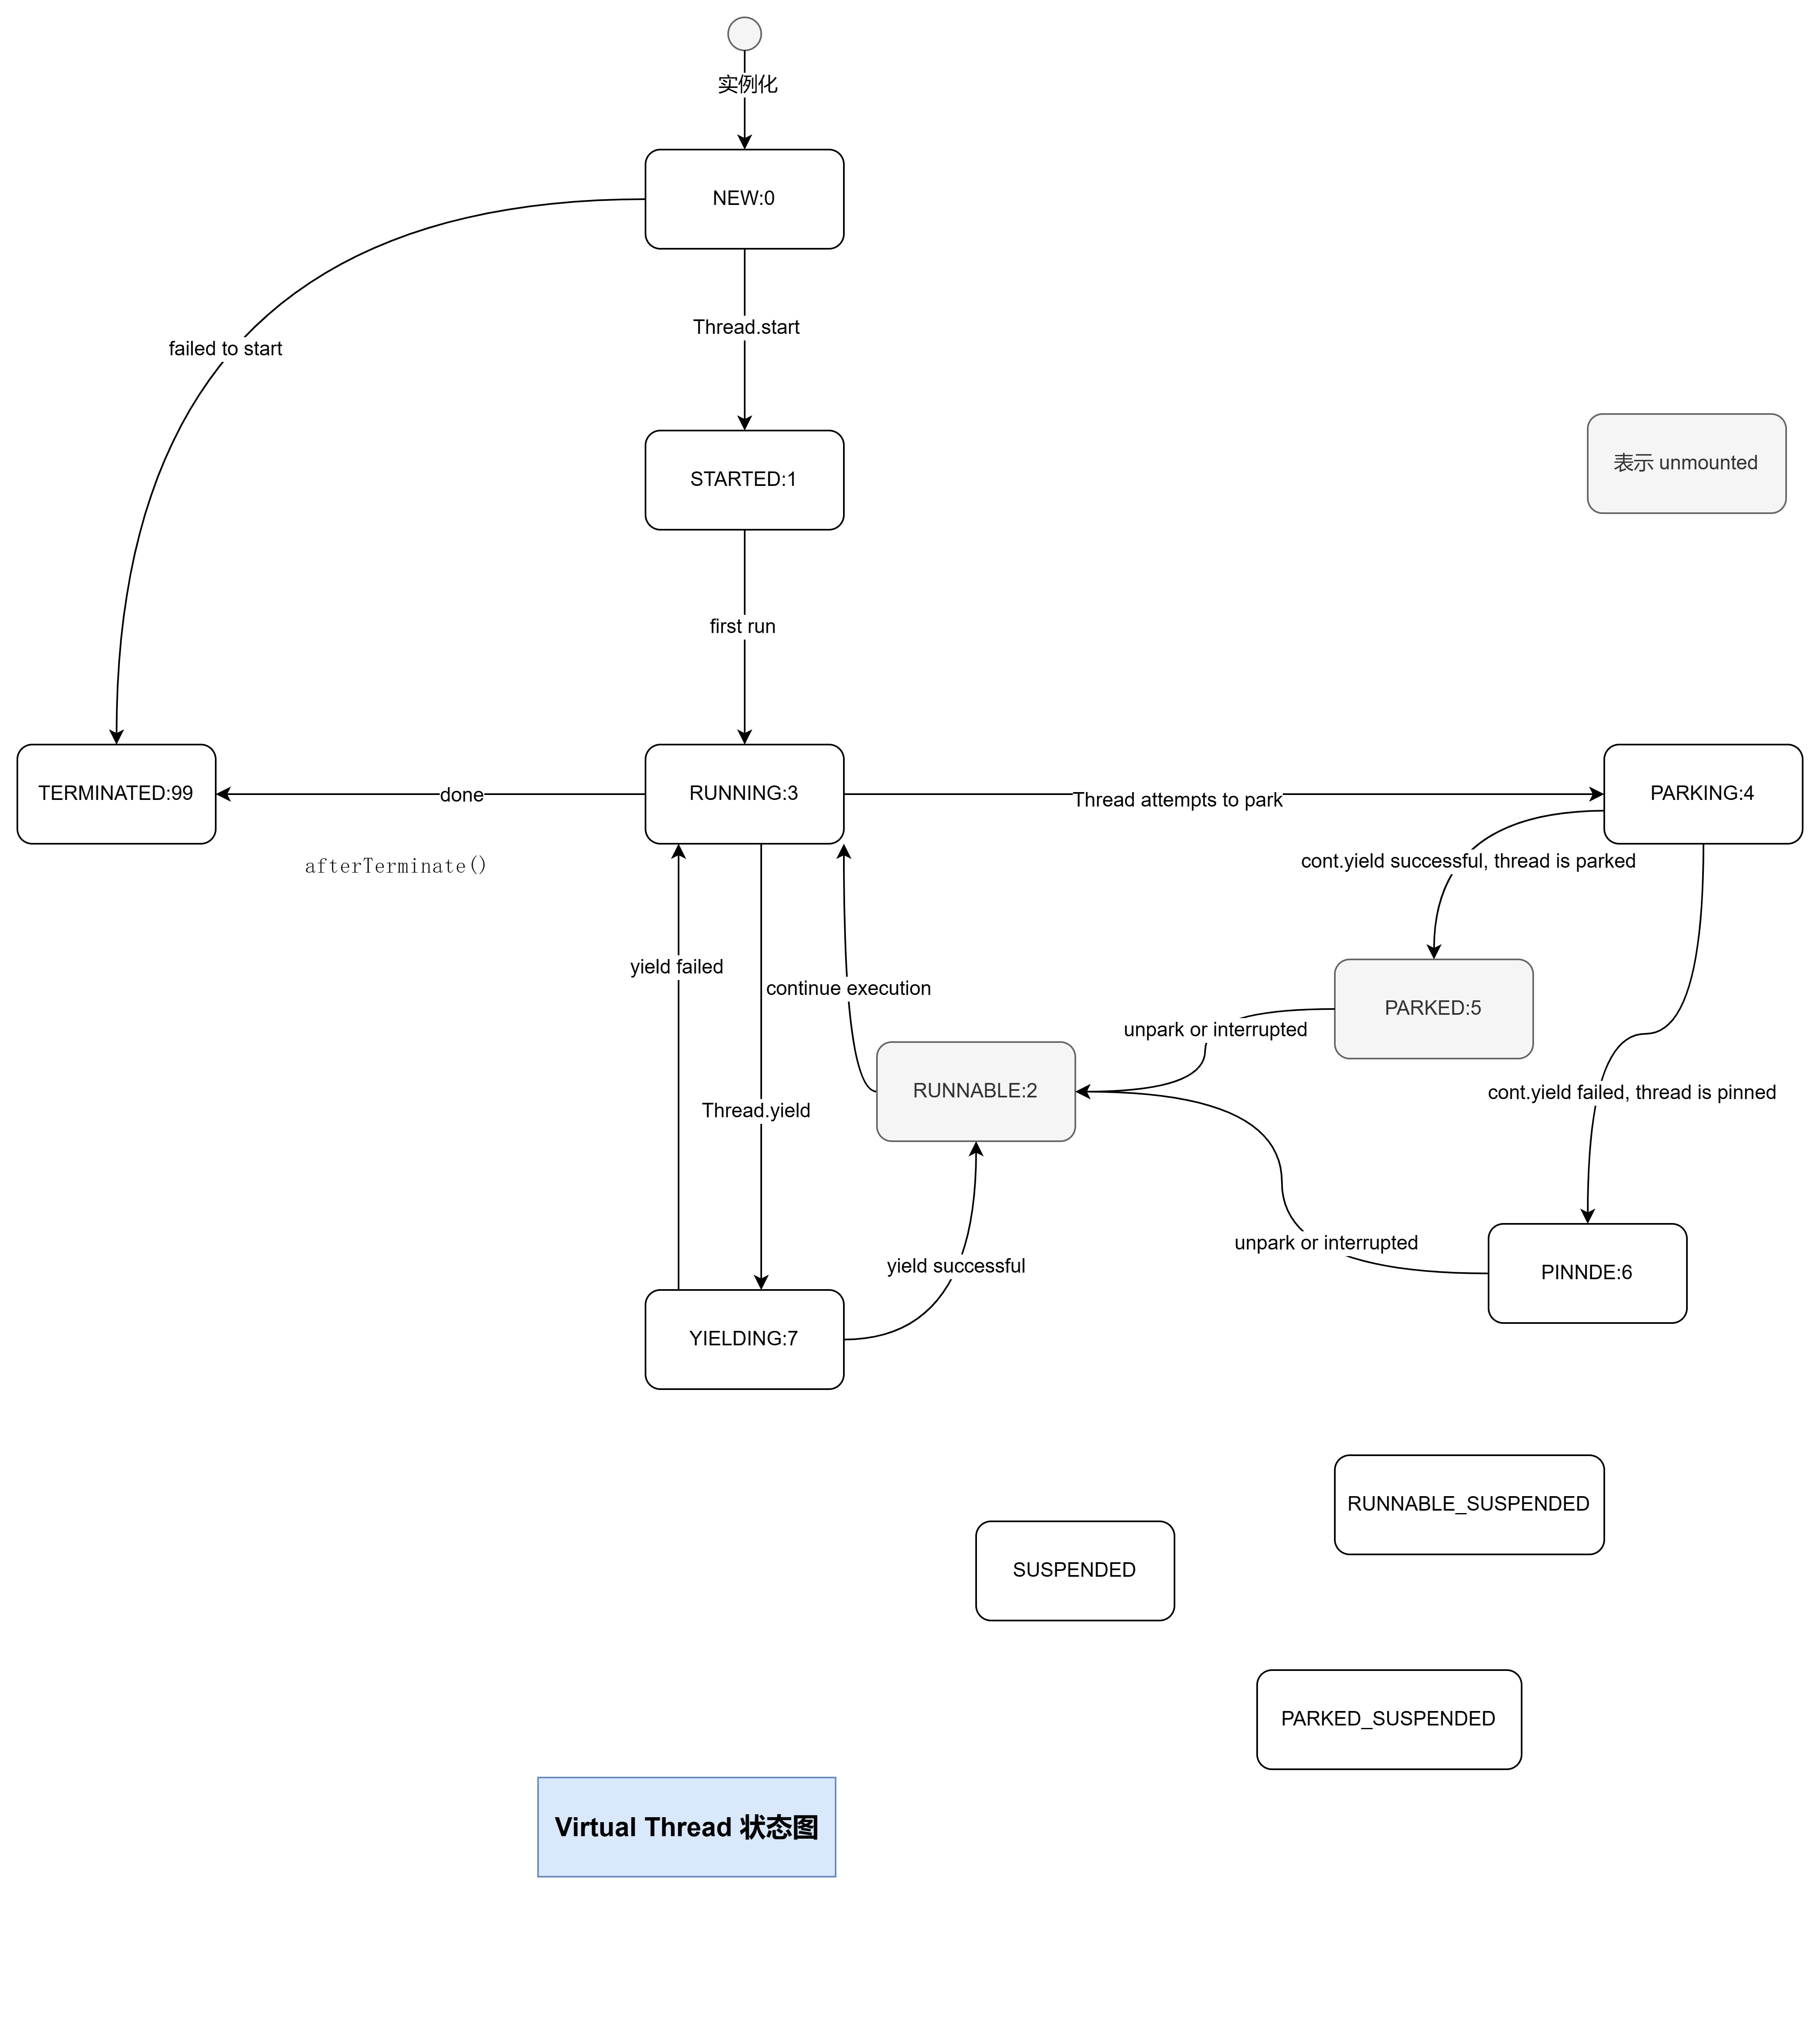 实例化
NEW:0
Thread.start
failed to start
STARTED:1
表示 unmounted
first run
TERMINATED:99
done
RUNNING:3
Thread attempts to park
PARKING:4
afterTerminate()
cont.yield successful, thread is parked
yield failed
continue execution
PARKED:5
unpark or interrupted
RUNNABLE:2
cont.yield failed, thread is pinned
Thread.yield
unpark or interrupted
yield successful
PINNDE:6
YIELDING:7
RUNNABLE_SUSPENDED
SUSPENDED
PARKED_SUSPENDED
Virtual Thread 状态图